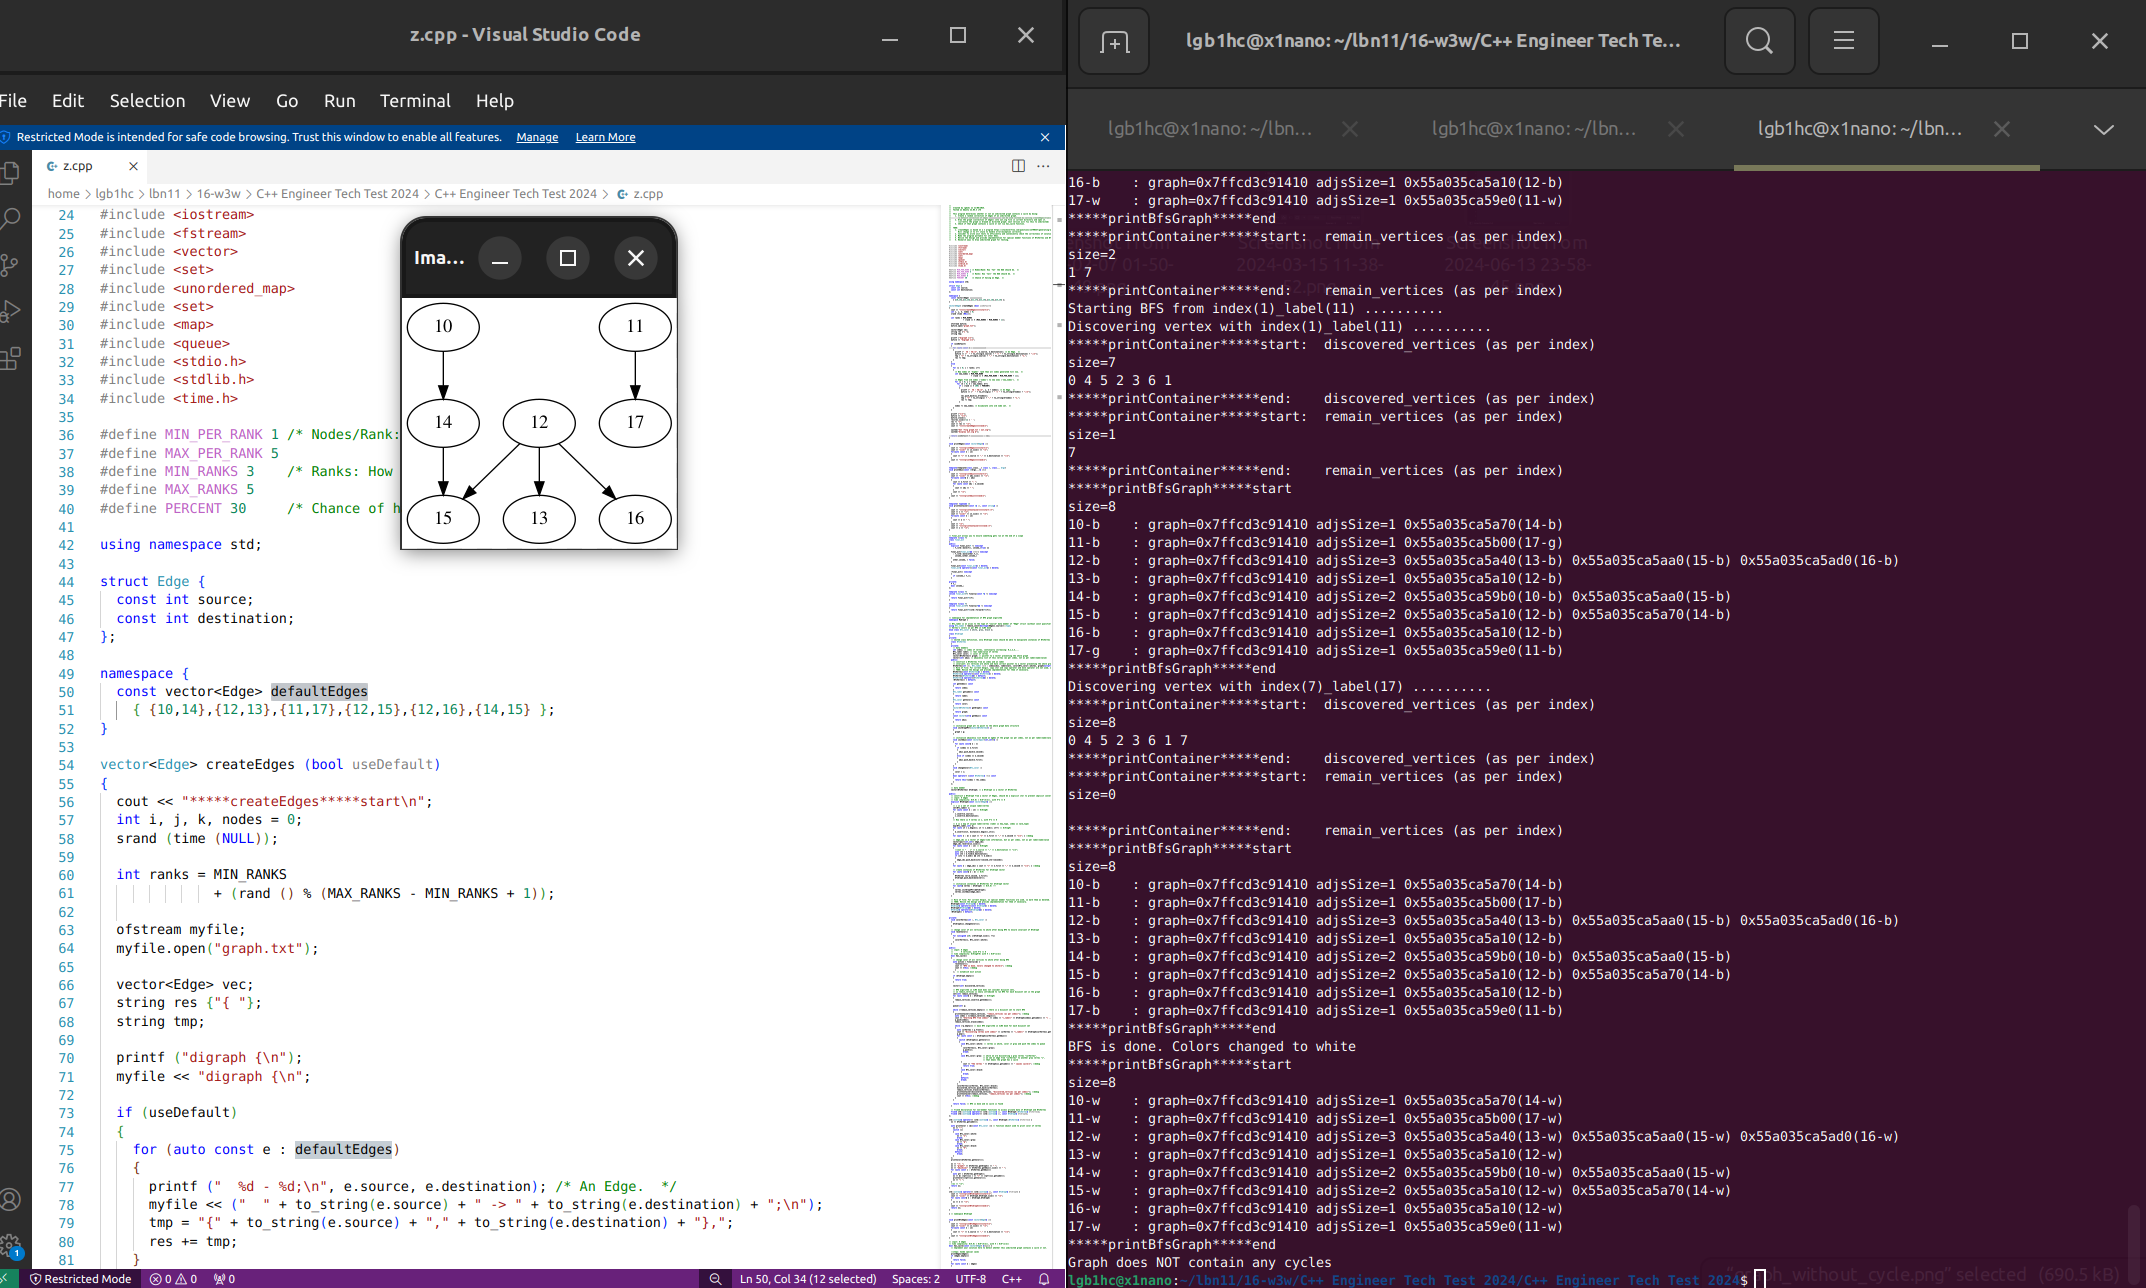 z.cpp - Visual Studio Code
File Edit Selection View Go Run Terminal Help
Restricted Mode is intended for safe code browsing. Trust this window to enable all features. Manage Learn More
z.cpp
home > lgb1hc > lbn11 > 16-w3w > C++ Engineer Tech Test 2024 > C++ Engineer Tech Test 2024 > z.cpp
24 #include <iostream>
25 #include <fstream>
26 #include <vector>
27 #include <set>
28 #include <unordered_map>
29 #include <set>
30 #include <map>
31 #include <queue>
32 #include <stdio.h>
33 #include <stdlib.h>
34 #include <time.h>
35
36 #define MIN_PER_RANK 1 /* Nodes/Rank:
37 #define MAX_PER_RANK 5
38 #define MIN_RANKS 3 /* Ranks: How
39 #define MAX_RANKS 5
40 #define PERCENT 30 /* Chance of h
41
42 using namespace std;
43
44 struct Edge {
45 const int source;
46 const int destination;
47 };
48
49 namespace {
50 const vector<Edge> defaultEdges
51 { {10,14},{12,13},{11,17},{12,15},{12,16},{14,15} };
52 }
53
54 vector<Edge> createEdges (bool useDefault)
55 {
56 cout << "*****createEdges*****start\n";
57 int i, j, k, nodes = 0;
58 srand (time (NULL));
59
60 int ranks = MIN_RANKS
61 + (rand () % (MAX_RANKS - MIN_RANKS + 1));
62
63 ofstream myfile;
64 myfile.open("graph.txt");
65
66 vector<Edge> vec;
67 string res {"{ "};
68 string tmp;
69
70 printf ("digraph {\n");
71 myfile << "digraph {\n";
72
73 if (useDefault)
74 {
75 for (auto const e : defaultEdges)
76 {
77 printf ("  %d - %d;\n", e.source, e.destination); /* An Edge.  */
78 myfile << ("  " + to_string(e.source) + " -> " + to_string(e.destination) + ";\n");
79 tmp = "{" + to_string(e.source) + "," + to_string(e.destination) + "},";
80 res += tmp;
81 }
Restricted Mode 0 0 0 Ln 50, Col 34 (12 selected) Spaces: 2 UTF-8 C++
1
Ima...
10 11
14 12 17
15 13 16
lgb1hc@x1nano: ~/lbn11/16-w3w/C++ Engineer Tech Te...
lgb1hc@x1nano: ~/lbn... lgb1hc@x1nano: ~/lbn... lgb1hc@x1nano: ~/lbn...
16-b : graph=0x7ffcd3c91410 adjsSize=1 0x55a035ca5a10(12-b)
17-w : graph=0x7ffcd3c91410 adjsSize=1 0x55a035ca59e0(11-w)
*****printBfsGraph*****end
*****printContainer*****start: remain_vertices (as per index)
size=2
1 7
*****printContainer*****end: remain_vertices (as per index)
Starting BFS from index(1)_label(11) ..........
Discovering vertex with index(1)_label(11) ..........
*****printContainer*****start: discovered_vertices (as per index)
size=7
0 4 5 2 3 6 1
*****printContainer*****end: discovered_vertices (as per index)
*****printContainer*****start: remain_vertices (as per index)
size=1
7
*****printContainer*****end: remain_vertices (as per index)
*****printBfsGraph*****start
size=8
10-b : graph=0x7ffcd3c91410 adjsSize=1 0x55a035ca5a70(14-b)
11-b : graph=0x7ffcd3c91410 adjsSize=1 0x55a035ca5b00(17-g)
12-b : graph=0x7ffcd3c91410 adjsSize=3 0x55a035ca5a40(13-b) 0x55a035ca5aa0(15-b) 0x55a035ca5ad0(16-b)
13-b : graph=0x7ffcd3c91410 adjsSize=1 0x55a035ca5a10(12-b)
14-b : graph=0x7ffcd3c91410 adjsSize=2 0x55a035ca59b0(10-b) 0x55a035ca5aa0(15-b)
15-b : graph=0x7ffcd3c91410 adjsSize=2 0x55a035ca5a10(12-b) 0x55a035ca5a70(14-b)
16-b : graph=0x7ffcd3c91410 adjsSize=1 0x55a035ca5a10(12-b)
17-g : graph=0x7ffcd3c91410 adjsSize=1 0x55a035ca59e0(11-b)
*****printBfsGraph*****end
Discovering vertex with index(7)_label(17) ..........
*****printContainer*****start: discovered_vertices (as per index)
size=8
0 4 5 2 3 6 1 7
*****printContainer*****end: discovered_vertices (as per index)
*****printContainer*****start: remain_vertices (as per index)
size=0
*****printContainer*****end: remain_vertices (as per index)
*****printBfsGraph*****start
size=8
10-b : graph=0x7ffcd3c91410 adjsSize=1 0x55a035ca5a70(14-b)
11-b : graph=0x7ffcd3c91410 adjsSize=1 0x55a035ca5b00(17-b)
12-b : graph=0x7ffcd3c91410 adjsSize=3 0x55a035ca5a40(13-b) 0x55a035ca5aa0(15-b) 0x55a035ca5ad0(16-b)
13-b : graph=0x7ffcd3c91410 adjsSize=1 0x55a035ca5a10(12-b)
14-b : graph=0x7ffcd3c91410 adjsSize=2 0x55a035ca59b0(10-b) 0x55a035ca5aa0(15-b)
15-b : graph=0x7ffcd3c91410 adjsSize=2 0x55a035ca5a10(12-b) 0x55a035ca5a70(14-b)
16-b : graph=0x7ffcd3c91410 adjsSize=1 0x55a035ca5a10(12-b)
17-b : graph=0x7ffcd3c91410 adjsSize=1 0x55a035ca59e0(11-b)
*****printBfsGraph*****end
BFS is done. Colors changed to white
*****printBfsGraph*****start
size=8
10-w : graph=0x7ffcd3c91410 adjsSize=1 0x55a035ca5a70(14-w)
11-w : graph=0x7ffcd3c91410 adjsSize=1 0x55a035ca5b00(17-w)
12-w : graph=0x7ffcd3c91410 adjsSize=3 0x55a035ca5a40(13-w) 0x55a035ca5aa0(15-w) 0x55a035ca5ad0(16-w)
13-w : graph=0x7ffcd3c91410 adjsSize=1 0x55a035ca5a10(12-w)
14-w : graph=0x7ffcd3c91410 adjsSize=2 0x55a035ca59b0(10-w) 0x55a035ca5aa0(15-w)
15-w : graph=0x7ffcd3c91410 adjsSize=2 0x55a035ca5a10(12-w) 0x55a035ca5a70(14-w)
16-w : graph=0x7ffcd3c91410 adjsSize=1 0x55a035ca5a10(12-w)
17-w : graph=0x7ffcd3c91410 adjsSize=1 0x55a035ca59e0(11-w)
*****printBfsGraph*****end
Graph does NOT contain any cycles
lgb1hc@x1nano:~/lbn11/16-w3w/C++ Engineer Tech Test 2024/C++ Engineer Tech Test 2024$